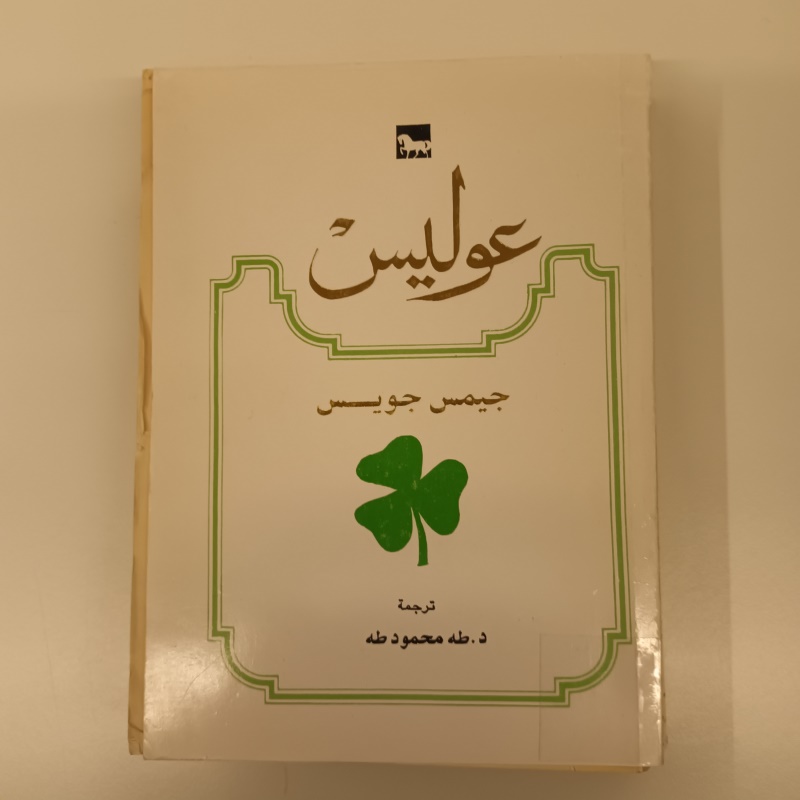 عوليس
جيمس جويس
ترجمة
د. طه محمود طه